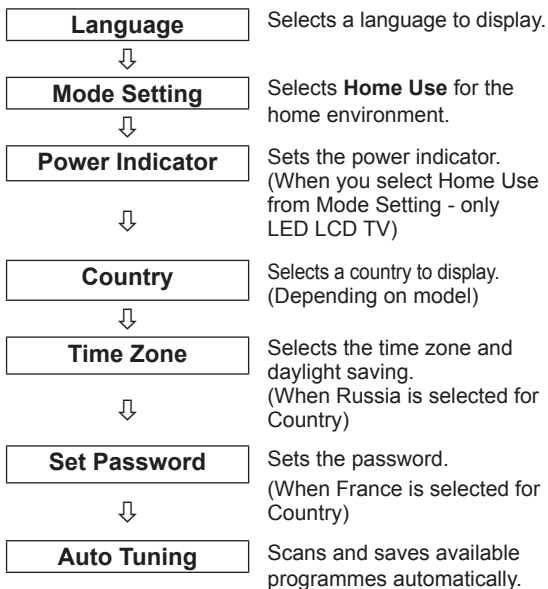 Language
Selects a language to display.
⇩
Mode Setting
Selects Home Use for the
home environment.
⇩
Power Indicator
Sets the power indicator.
(When you select Home Use
from Mode Setting - only
LED LCD TV)
⇩
Country
Selects a country to display.
(Depending on model)
⇩
Time Zone
Selects the time zone and
daylight saving.
(When Russia is selected for
Country)
⇩
Set Password
Sets the password.
(When France is selected for
Country)
⇩
Auto Tuning
Scans and saves available
programmes automatically.